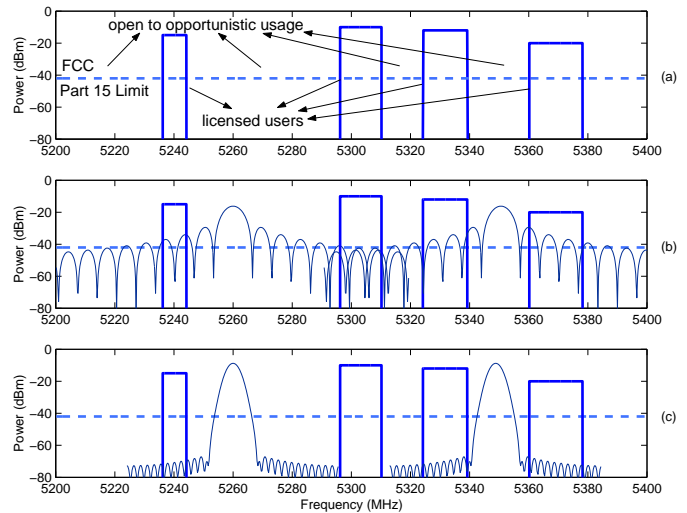 0
open to opportunistic usage
−20
Power (dBm)
FCC
−40
(a)
Part 15 Limit
−60
licensed users
−80
5200 5220 5240 5260 5280 5300 5320 5340 5360 5380 5400
0
−20
Power (dBm)
−40
(b)
−60
−80
5200 5220 5240 5260 5280 5300 5320 5340 5360 5380 5400
0
−20
Power (dBm)
−40
(c)
−60
80
5200 5220 5240 5260 5280 5300 5320 5340 5360 5380 5400
Frequency (MHz)